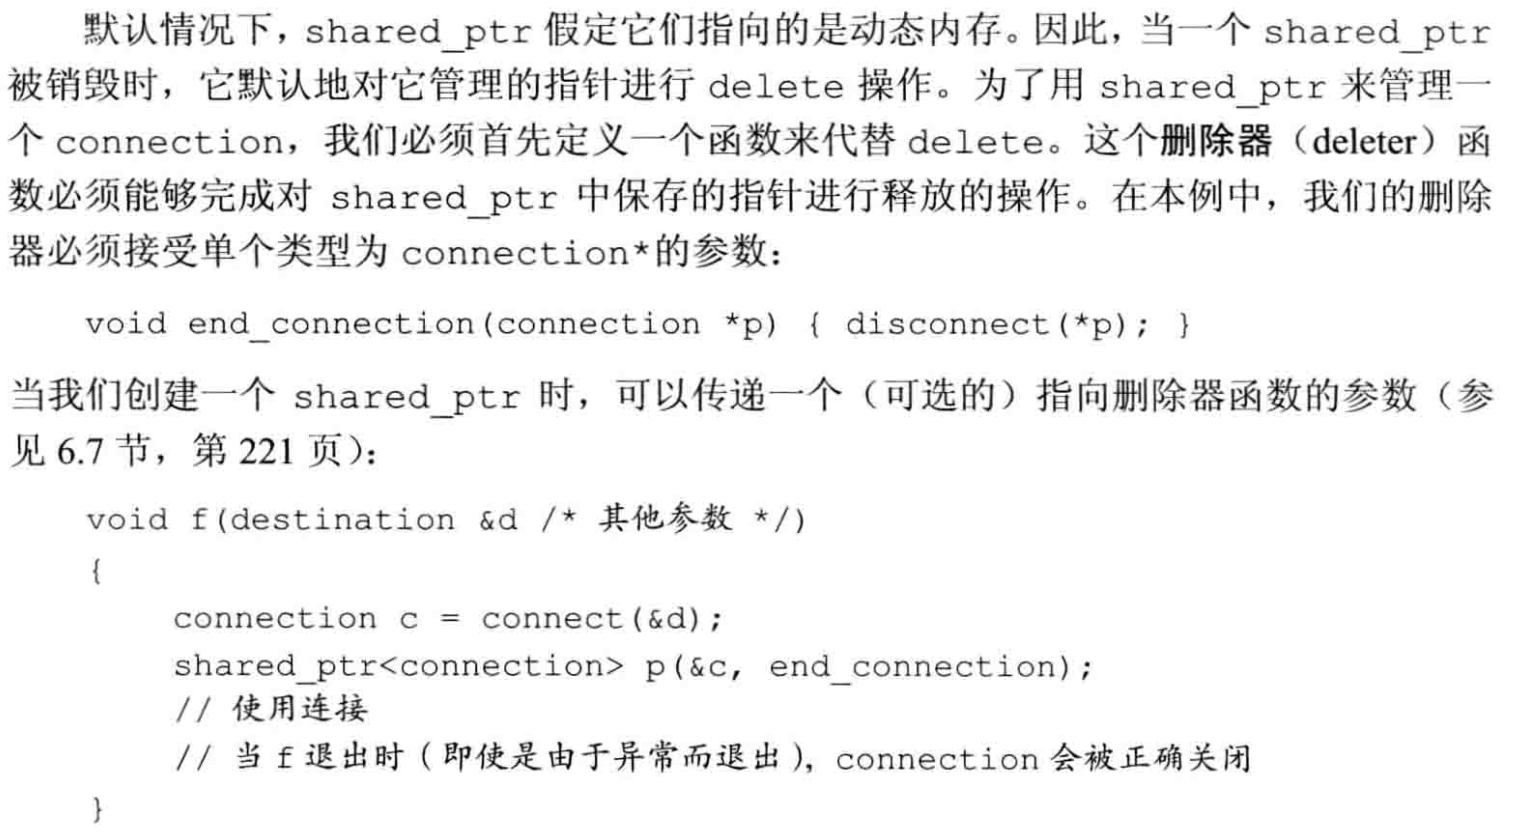 默认情况下，shared_ptr 假定它们指向的是动态内存。因此，当一个 shared_ptr
被销毁时，它默认地对它管理的指针进行 delete 操作。为了用 shared_ptr 来管理一
个 connection，我们必须首先定义一个函数来代替 delete。这个删除器（deleter）函
数必须能够完成对 shared_ptr 中保存的指针进行释放的操作。在本例中，我们的删除
器必须接受单个类型为 connection*的参数：
void end_connection(connection *p) { disconnect(*p); }
当我们创建一个 shared_ptr 时，可以传递一个（可选的）指向删除器函数的参数（参
见 6.7 节，第 221 页）：
void f(destination &d /* 其他参数 */)
{
connection c = connect(&d);
shared_ptr<connection> p(&c, end_connection);
// 使用连接
// 当 f 退出时（即使是由于异常而退出），connection 会被正确关闭
}